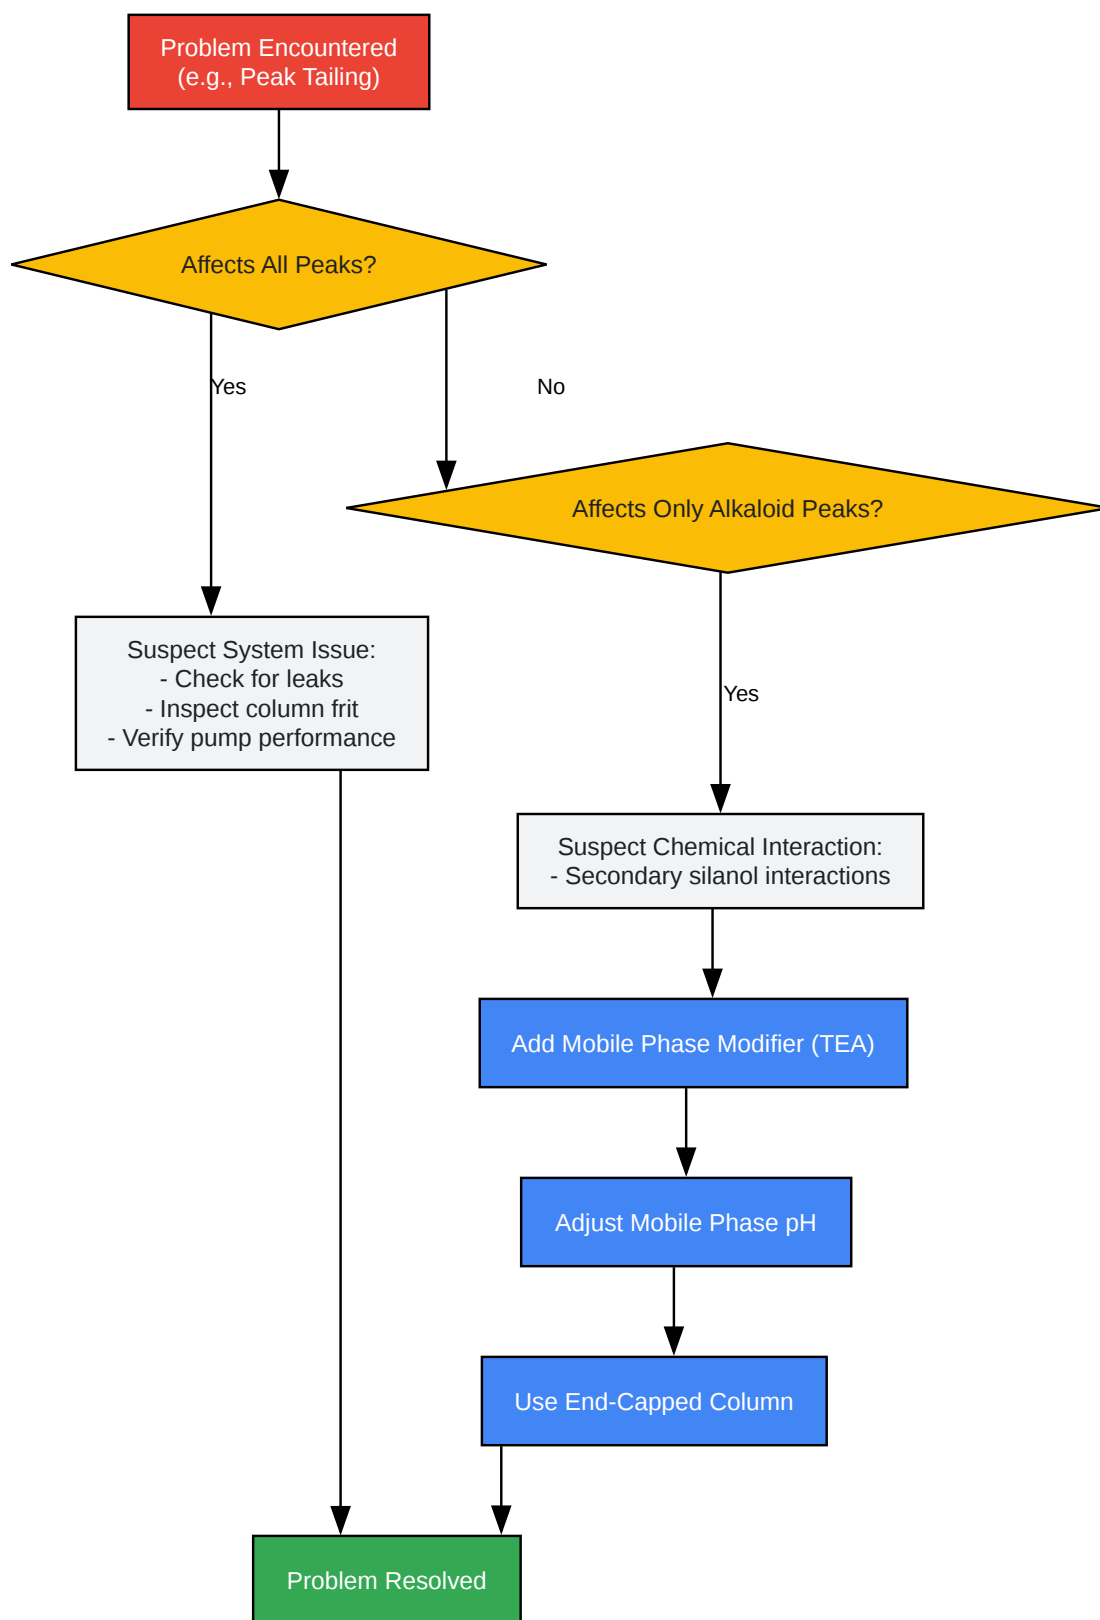 Problem Encountered
(e.g., Peak Tailing)
Affects All Peaks?
Yes
No
Affects Only Alkaloid Peaks?
Suspect System Issue:
- Check for leaks
- Inspect column frit
- Verify pump performance
Yes
Suspect Chemical Interaction:
- Secondary silanol interactions
Add Mobile Phase Modifier (TEA)
Adjust Mobile Phase pH
Use End-Capped Column
Problem Resolved